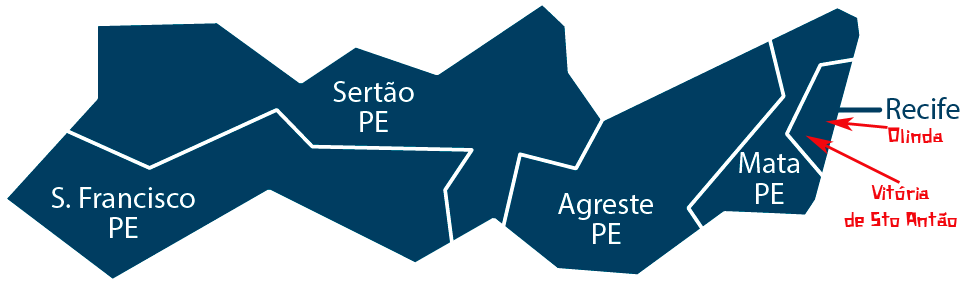 Sertão
PE
S. Francisco
PE
Agreste
PE
Mata
PE
Recife
Olinda
Vitória
de Sto Antão